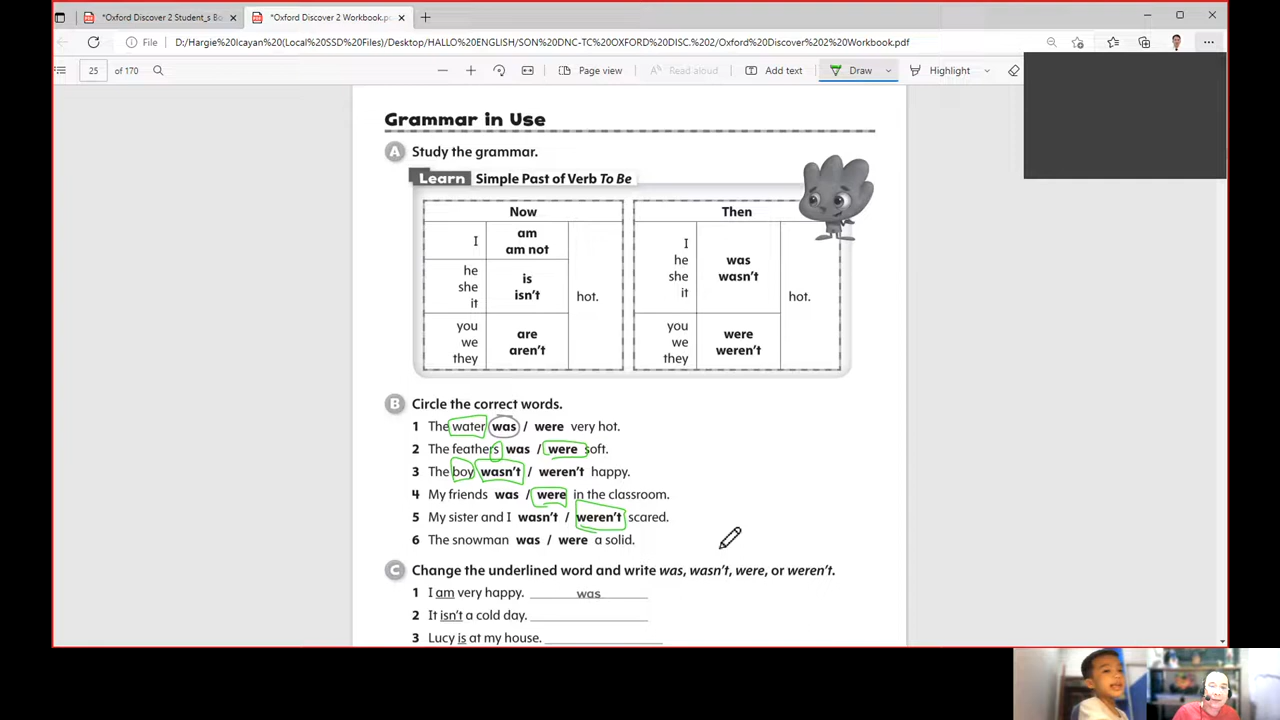 *Oxford Discover 2 Student_s Bo
*Oxford Discover 2 Workbook.pd
File
D:/Hargie%20Icayan%20(Local%20SSD%20Files)/Desktop/HALLO%20ENGLISH/SON%20DNC-TC%20OXFORD%20DISC.%202/Oxford%20Discover%202%20Workbook.pdf
25 of 170
Page view
Read aloud
Add text
Draw
Highlight
Grammar in Use
A Study the grammar.
Learn Simple Past of Verb To Be
Now
I
am
am not
he
she
it
is
isn't
you
we
they
are
aren't
hot.
Then
I
he
she
it
was
wasn't
you
we
they
were
weren't
hot.
B Circle the correct words.
1 The water was / were very hot.
2 The feathers was / were soft.
3 The boy wasn't / weren't happy.
4 My friends was / were in the classroom.
5 My sister and I wasn't / weren't scared.
6 The snowman was / were a solid.
C Change the underlined word and write was, wasn't, were, or weren't.
1 I am very happy. was
2 It isn't a cold day.
3 Lucy is at my house.